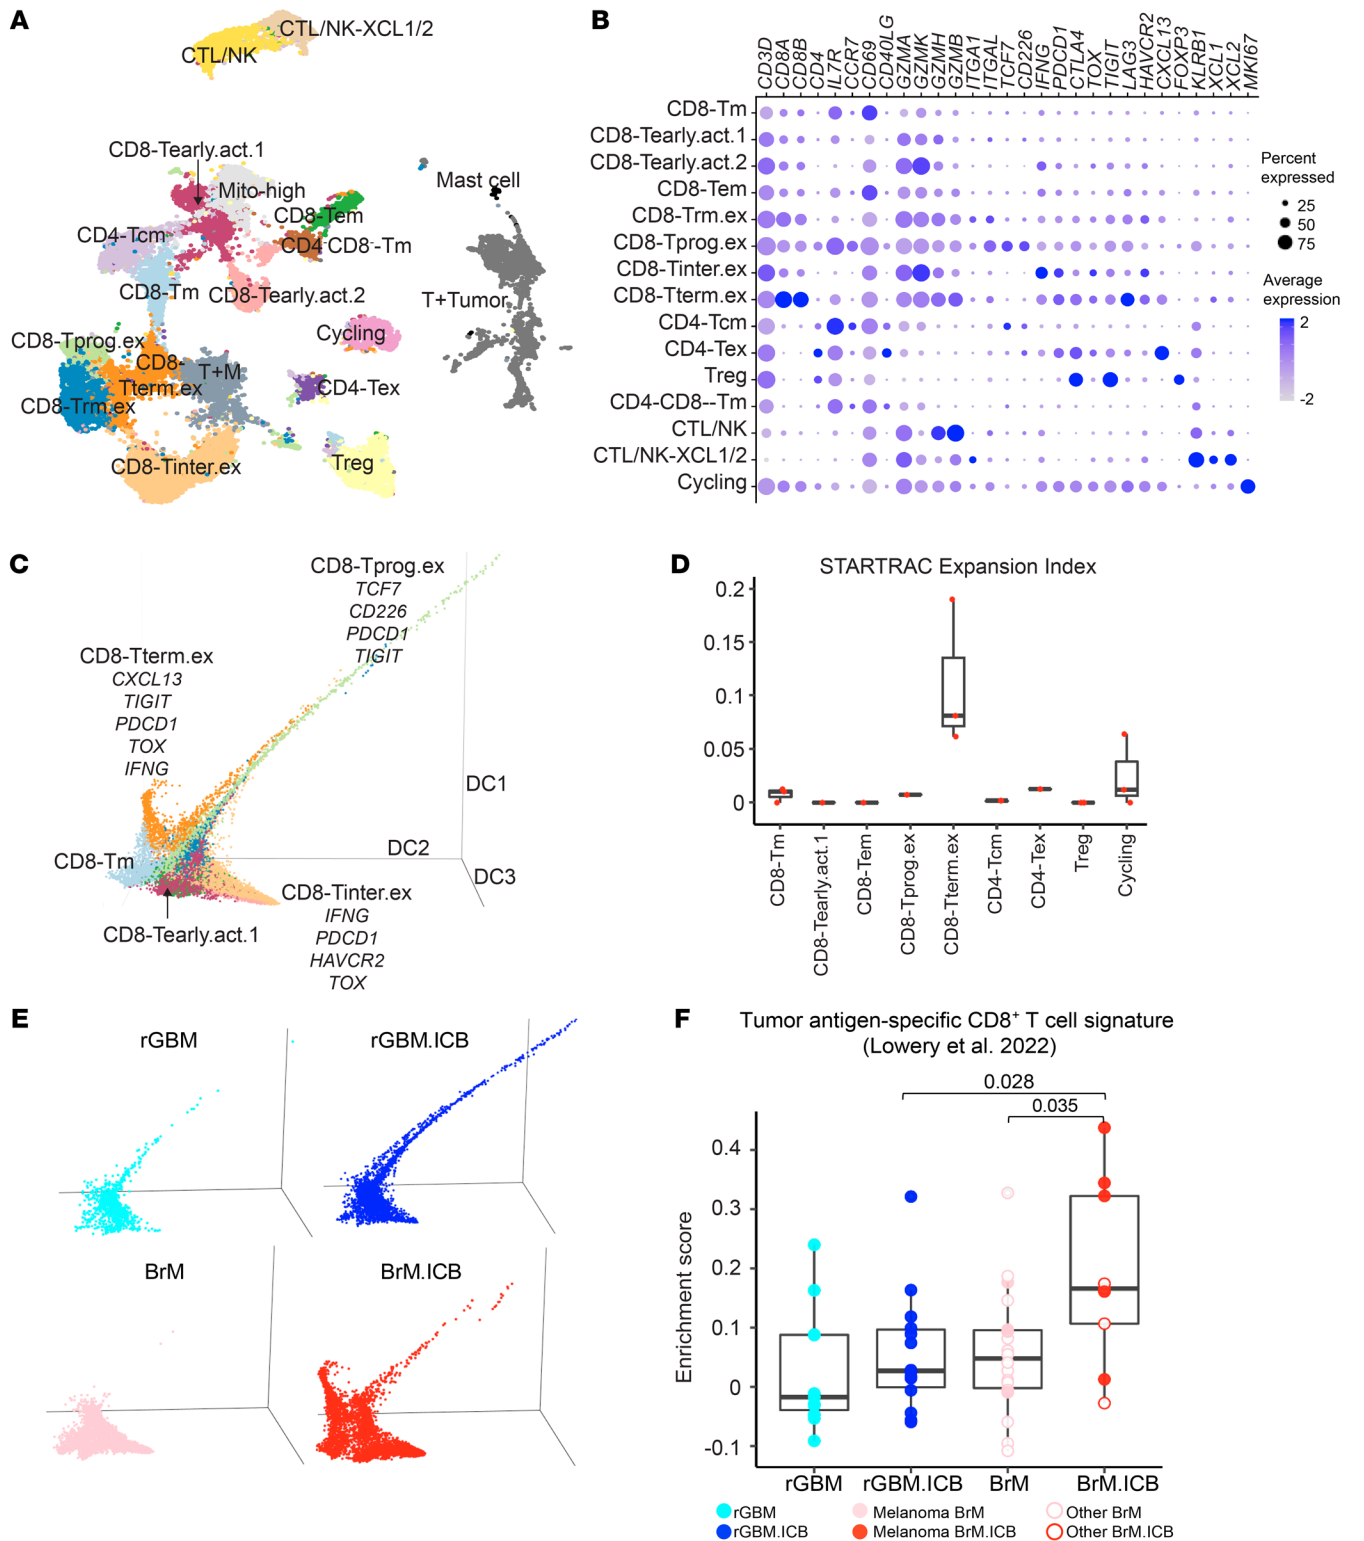 A
CTL/NK-XCL1/2
CTL/NK
CD8-Tearly.act.1
Mito-high
Mast cell
CD8-Tem
CD4-Tcm
CD4-CD8--Tm
CD8-Tm
CD8-Tearly.act.2
T+Tumor
Cycling
CD8-Tprog.ex
CD8-
Tterm.ex
T+M
CD4-Tex
CD8-Trm.ex
CD8-Tinter.ex
Treg
B
CD3D
CD8A
CD8B
CD4
IL7R
CCR7
CD69
CD40LG
GZMA
GZMK
GZMH
GZMB
ITGA1
ITGAL
TCF7
CD226
IFNG
PDCD1
CTLA4
TOX
TIGIT
LAG3
HAVCR2
CXCL13
FOXP3
KLRB1
XCL1
XCL2
MKI67
CD8-Tm
CD8-Tearly.act.1
CD8-Tearly.act.2
CD8-Tem
CD8-Trm.ex
CD8-Tprog.ex
CD8-Tinter.ex
CD8-Tterm.ex
CD4-Tcm
CD4-Tex
Treg
CD4-CD8--Tm
CTL/NK
CTL/NK-XCL1/2
Cycling
Percent
expressed
25
50
75
Average
expression
2
-2
C
CD8-Tprog.ex
TCF7
CD226
PDCD1
TIGIT
CD8-Tterm.ex
CXCL13
TIGIT
PDCD1
TOX
IFNG
DC1
DC2
DC3
CD8-Tm
CD8-Tearly.act.1
CD8-Tinter.ex
IFNG
PDCD1
HAVCR2
TOX
D
STARTRAC Expansion Index
0.2
0.15
0.1
0.05
0
CD8-Tm
CD8-Tearly.act.1
CD8-Tem
CD8-Tprog.ex
CD8-Tterm.ex
CD4-Tcm
CD4-Tex
Treg
Cycling
E
rGBM
rGBM.ICB
BrM
BrM.ICB
F
Tumor antigen-specific CD8+ T cell signature
(Lowery et al. 2022)
0.028
0.035
Enrichment score
0.4
0.3
0.2
0.1
0
-0.1
rGBM
rGBM.ICB
BrM
BrM.ICB
rGBM
Melanoma BrM
Other BrM
rGBM.ICB
Melanoma BrM.ICB
Other BrM.ICB